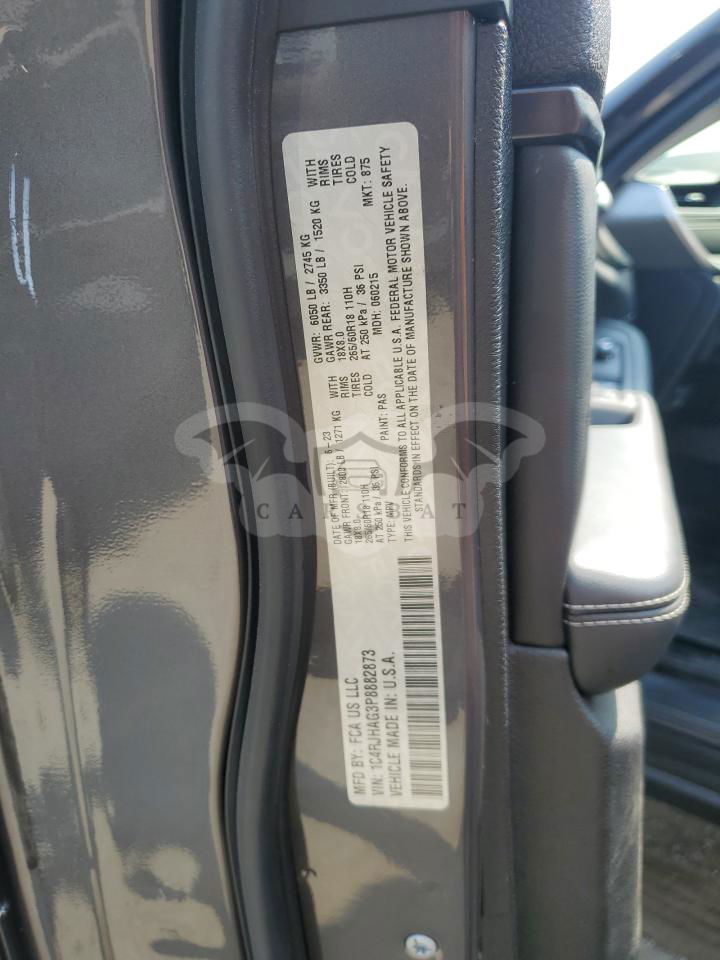 MFD BY: FCA US LLC
VIN: 1C4RJHAG3P8882873
VEHICLE MADE IN: U.S.A.
DATE OF MFR (BUILT): 6-23 GVWR: 6050 LB / 2745 KG
GAWR FRONT: 2803 LB / 1271 KG WITH GAWR REAR: 3350 LB / 1520 KG WITH
18X8.0 RIMS 18X8.0 RIMS
265/60R18 110H TIRES 265/60R18 110H TIRES
AT 250 kPa / 36 PSI COLD AT 250 kPa / 36 PSI COLD
TYPE: MPV PAINT: PAS MDH: 060215 MKT: 875
THIS VEHICLE CONFORMS TO ALL APPLICABLE U.S.A. FEDERAL MOTOR VEHICLE SAFETY
STANDARDS IN EFFECT ON THE DATE OF MANUFACTURE SHOWN ABOVE.